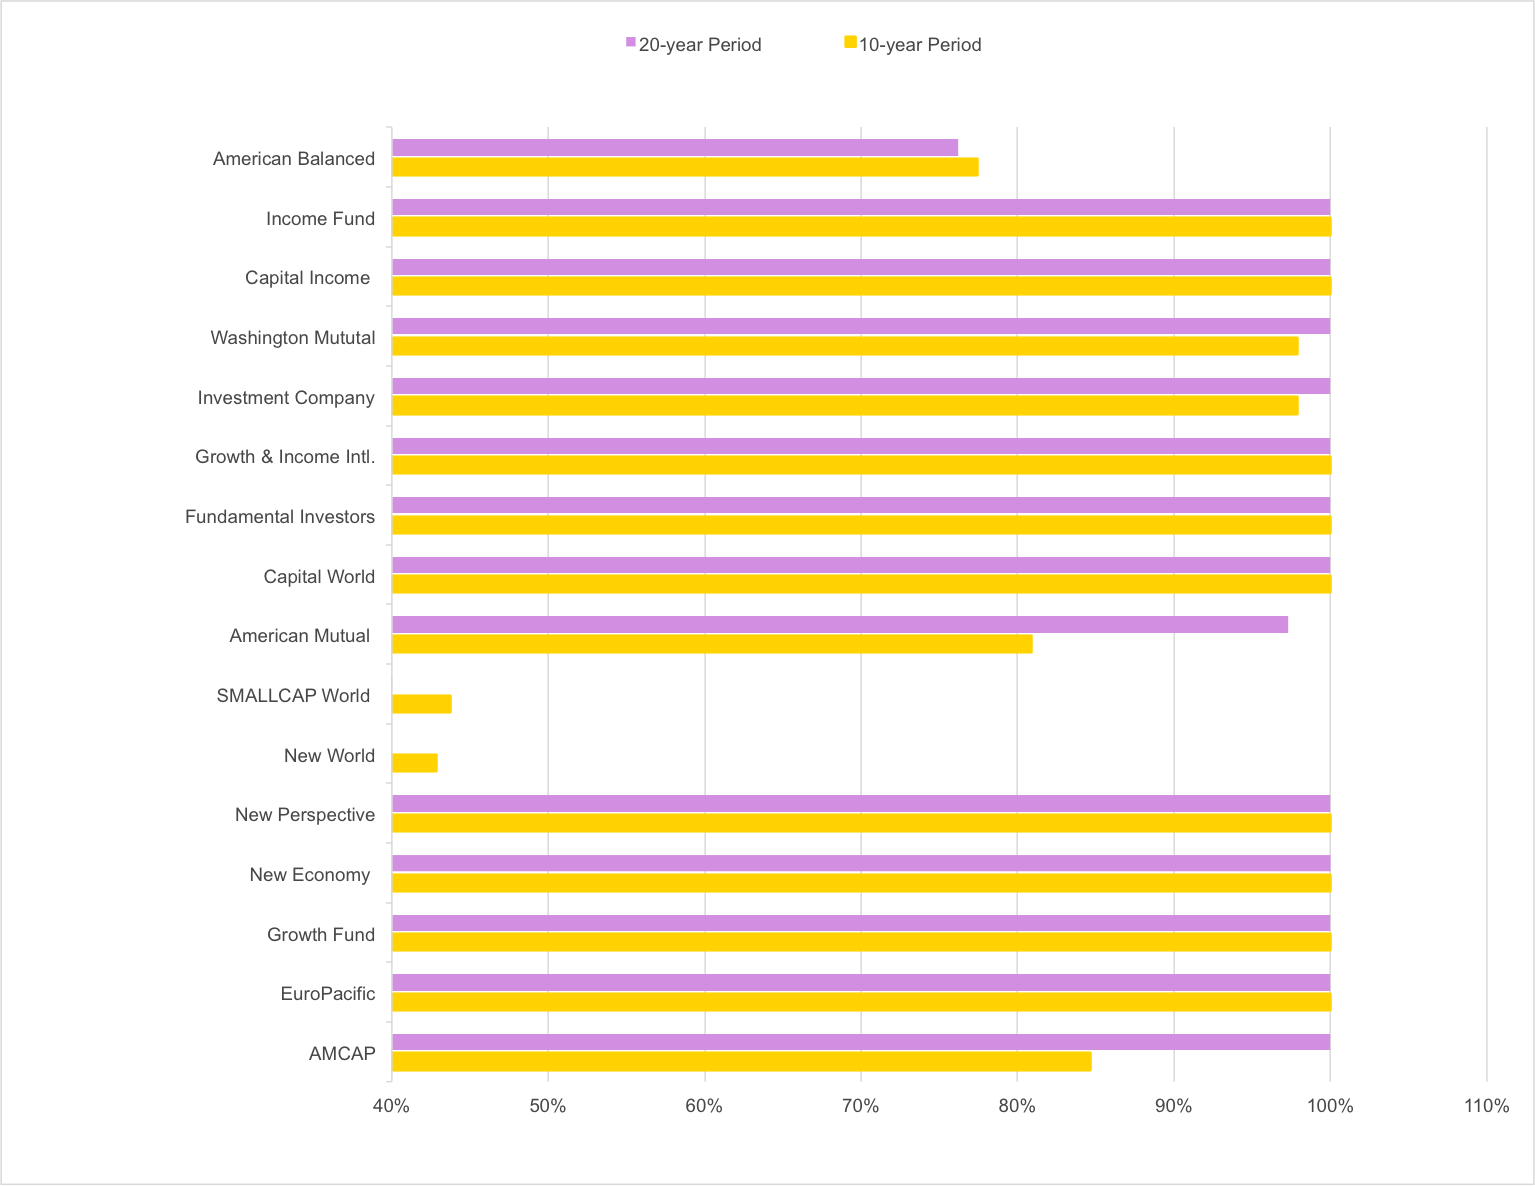 20-year Period 10-year Period
American Balanced
Income Fund
Capital Income
Washington Mututal
Investment Company
Growth & Income Intl.
Fundamental Investors
Capital World
American Mutual
SMALLCAP World
New World
New Perspective
New Economy
Growth Fund
EuroPacific
AMCAP
40% 50% 60% 70% 80% 90% 100% 110%